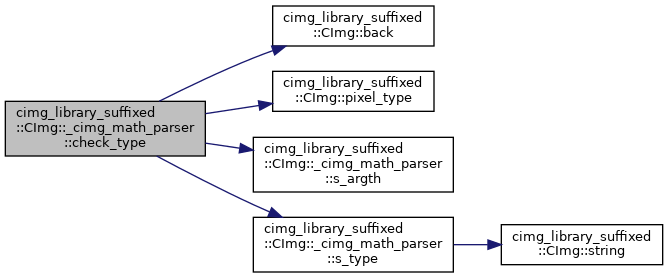 cimg_library_suffixed
::CImg::_cimg_math_parser
::check_type
cimg_library_suffixed
::CImg::back
cimg_library_suffixed
::CImg::pixel_type
cimg_library_suffixed
::CImg::_cimg_math_parser
::s_argth
cimg_library_suffixed
::CImg::_cimg_math_parser
::s_type
cimg_library_suffixed
::CImg::string